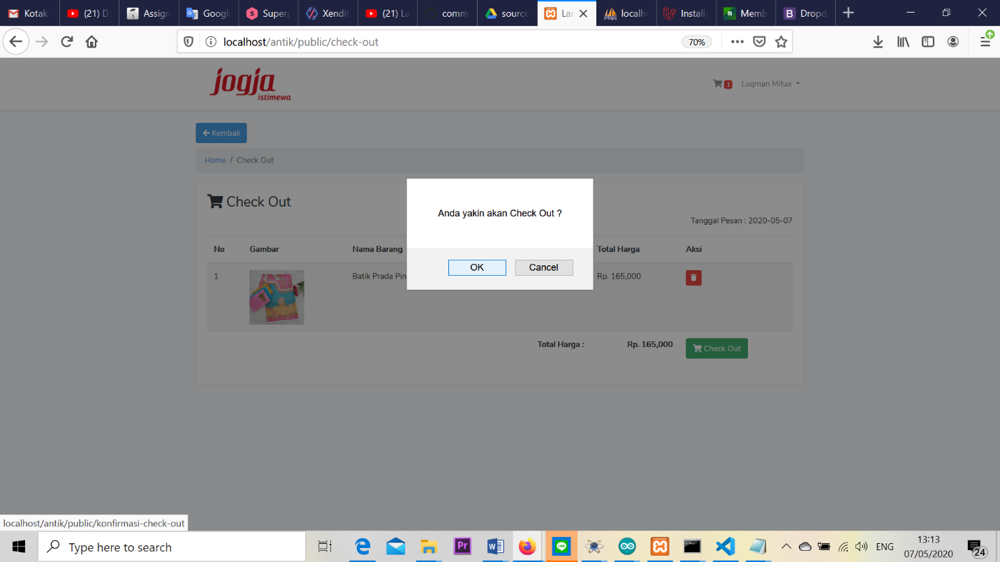 Kotak
(21) D
Assign
Googl
Superp
Xendit
(21) La
comm
source
Lar
localh
Install
Memb
Dropd
localhost/antik/public/check-out
70%
jogja
istimewa
1
Luqman Mitux
Kembali
Home / Check Out
Check Out
Tanggal Pesan : 2020-05-07
No Gambar Nama Barang Total Harga Aksi
1 Batik Prada Pin Rp. 165,000
Total Harga : Rp. 165,000 Check Out
Anda yakin akan Check Out ?
OK Cancel
localhost/antik/public/konfirmasi-check-out
Type here to search
Pr
ENG
13:13
07/05/2020
24